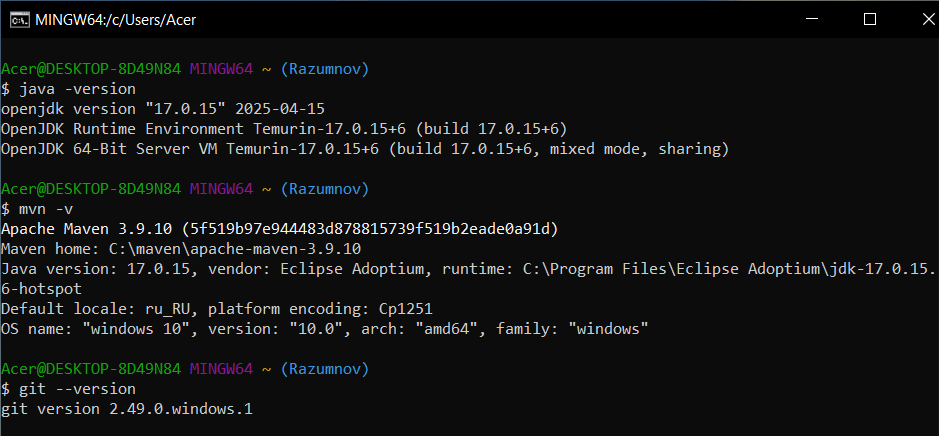 MINGW64:/c/Users/Acer
Acer@DESKTOP-8D49N84 MINGW64 ~ (Razumnov)
$ java -version
openjdk version "17.0.15" 2025-04-15
OpenJDK Runtime Environment Temurin-17.0.15+6 (build 17.0.15+6)
OpenJDK 64-Bit Server VM Temurin-17.0.15+6 (build 17.0.15+6, mixed mode, sharing)
Acer@DESKTOP-8D49N84 MINGW64 ~ (Razumnov)
$ mvn -v
Apache Maven 3.9.10 (5f519b97e944483d878815739f519b2eade0a91d)
Maven home: C:\maven\apache-maven-3.9.10
Java version: 17.0.15, vendor: Eclipse Adoptium, runtime: C:\Program Files\Eclipse Adoptium\jdk-17.0.15.
6-hotspot
Default locale: ru_RU, platform encoding: Cp1251
OS name: "windows 10", version: "10.0", arch: "amd64", family: "windows"
Acer@DESKTOP-8D49N84 MINGW64 ~ (Razumnov)
$ git --version
git version 2.49.0.windows.1